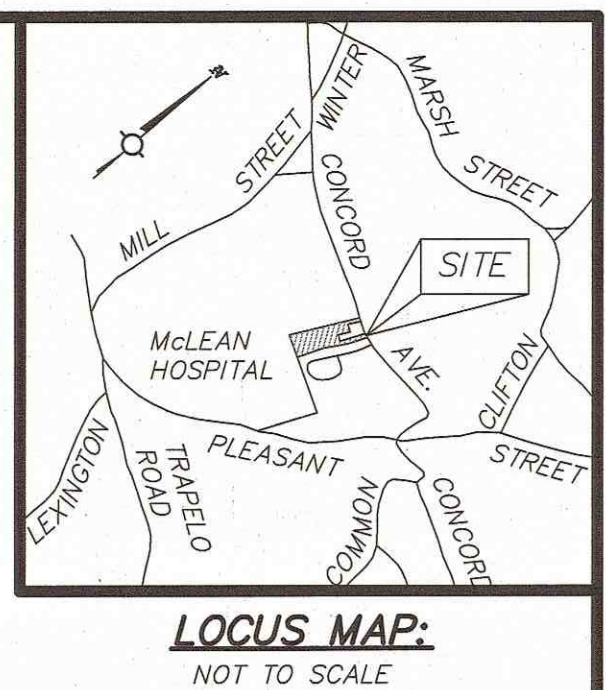 N
WINTER
MARSH
STREET
STREET
CONCORD
MILL
SITE
McLEAN
HOSPITAL
AVE.
CLIFTON
PLEASANT
STREET
LEXINGTON
TRAPELO
ROAD
COMMON
CONCORD
LOCUS MAP:
NOT TO SCALE